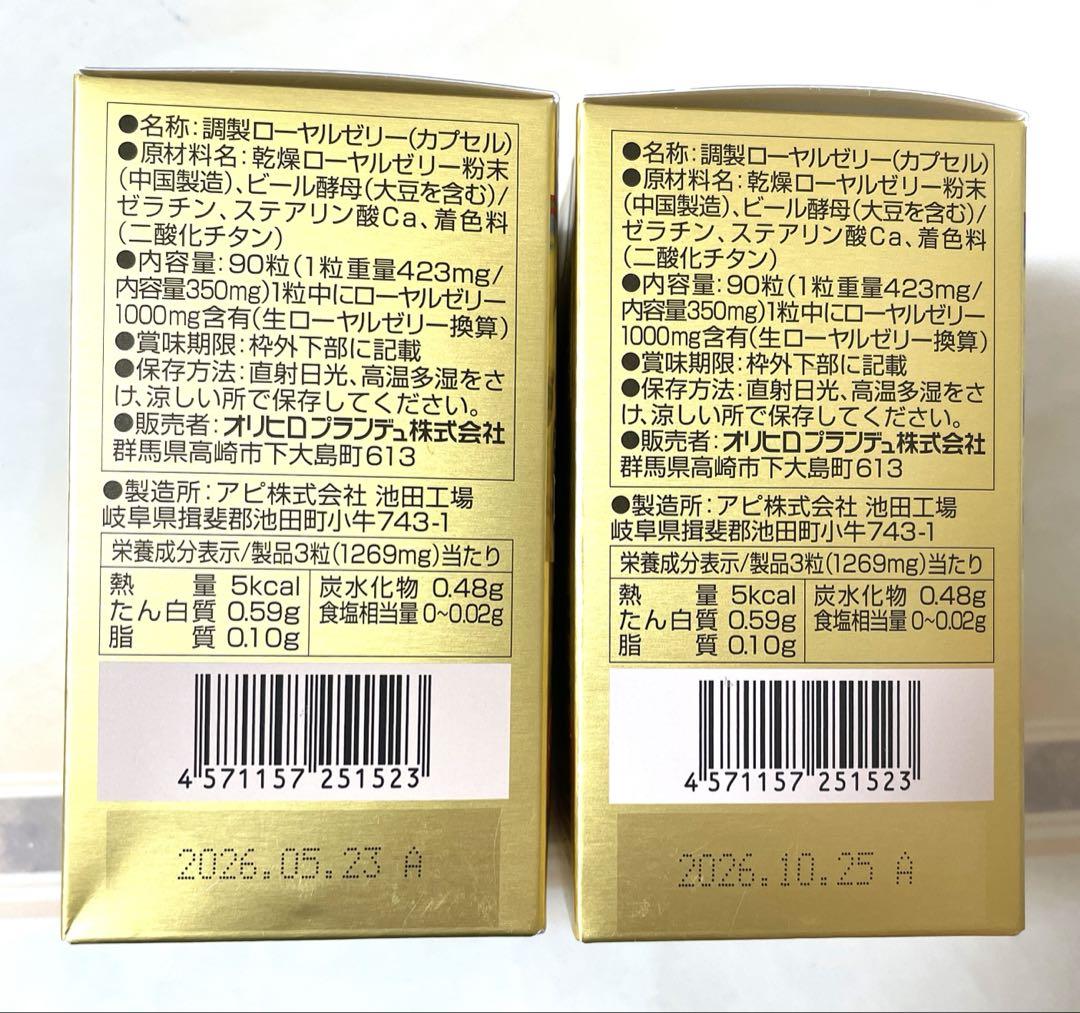 ●名称:調製ローヤルゼリー(カプセル)
●原材料名:乾燥ローヤルゼリー粉末
(中国製造)、ビール酵母(大豆を含む)/
ゼラチン、ステアリン酸Ca、着色料
(二酸化チタン)
●内容量:90粒(1粒重量423mg/
内容量350mg)1粒中にローヤルゼリー
1000mg含有(生ローヤルゼリー換算)
●賞味期限:枠外下部に記載
●保存方法:直射日光、高温多湿をさ
け、涼しい所で保存してください。
●販売者:オリヒロプランデュ株式会社
群馬県高崎市下大島町613
●製造所:アピ株式会社 池田工場
岐阜県揖斐郡池田町小牛743-1
栄養成分表示/製品3粒(1269mg)当たり
熱量 5kcal 炭水化物 0.48g
たん白質 0.59g 食塩相当量 0~0.02g
脂質 0.10g
4 571157 251523
2026.05.23 A
●名称:調製ローヤルゼリー(カプセル)
●原材料名:乾燥ローヤルゼリー粉末
(中国製造)、ビール酵母(大豆を含む)/
ゼラチン、ステアリン酸Ca、着色料
(二酸化チタン)
●内容量:90粒(1粒重量423mg/
内容量350mg)1粒中にローヤルゼリー
1000mg含有(生ローヤルゼリー換算)
●賞味期限:枠外下部に記載
●保存方法:直射日光、高温多湿をさ
け、涼しい所で保存してください。
●販売者:オリヒロプランデュ株式会社
群馬県高崎市下大島町613
●製造所:アピ株式会社 池田工場
岐阜県揖斐郡池田町小牛743-1
栄養成分表示/製品3粒(1269mg)当たり
熱量 5kcal 炭水化物 0.48g
たん白質 0.59g 食塩相当量 0~0.02g
脂質 0.10g
4 571157 251523
2026.10.25 A